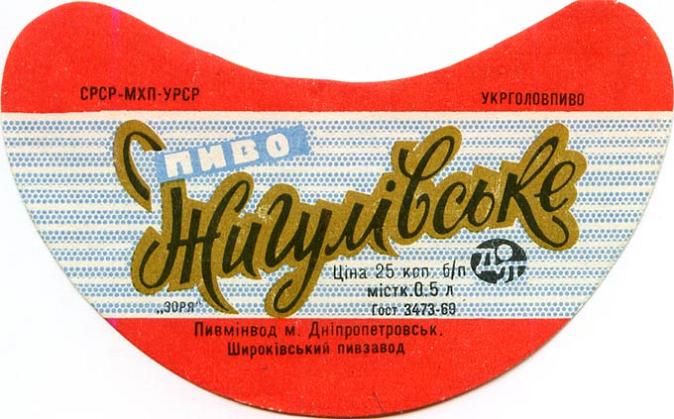 СРСР-МХП-УРСР
УКРГОЛОВПИВО
ПИВО
Жигулівське
Ціна 25 коп. б/п
містк. 0.5 л
Гост 3473-69
„ЗОРЯ"
Пивмінвод м. Дніпропетровськ.
Широківський пивзавод